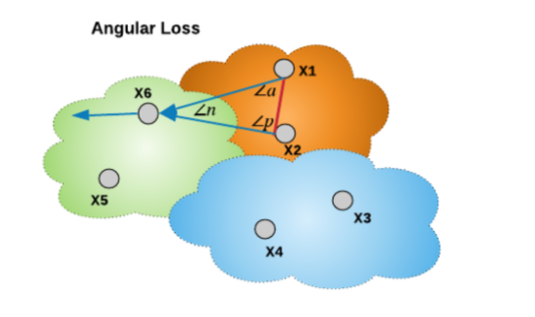 Angular Loss
X1
X6
∠a
∠n
∠p
X2
X5
X3
X4